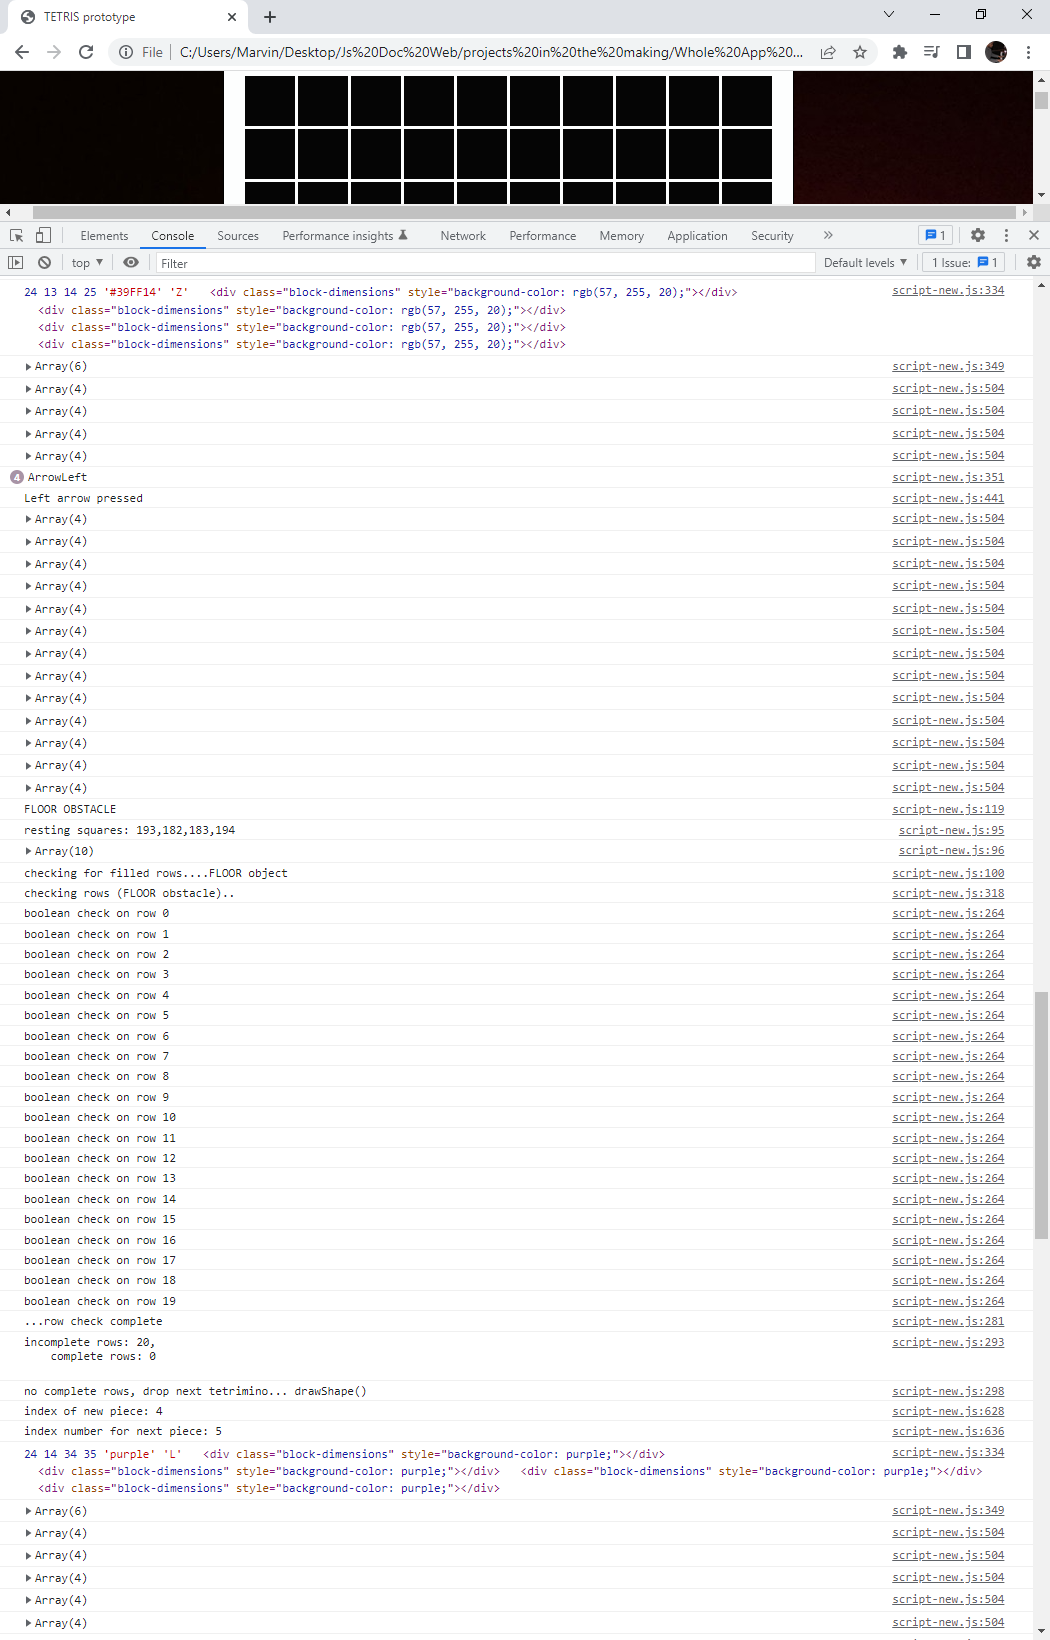 TETRIS prototype
File C:/Users/Marvin/Desktop/Js%20Doc%20Web/projects%20in%20the%20making/Whole%20App%20...
Elements Console Sources Performance insights Network Performance Memory Application Security 1
top Filter Default levels 1 Issue: 1
24 13 14 25 '#39FF14' 'Z' <div class="block-dimensions" style="background-color: rgb(57, 255, 20);"></div> script-new.js:334
<div class="block-dimensions" style="background-color: rgb(57, 255, 20);"></div>
<div class="block-dimensions" style="background-color: rgb(57, 255, 20);"></div>
<div class="block-dimensions" style="background-color: rgb(57, 255, 20);"></div>
Array(6) script-new.js:349
Array(4) script-new.js:504
Array(4) script-new.js:504
Array(4) script-new.js:504
Array(4) script-new.js:504
4 ArrowLeft script-new.js:351
Left arrow pressed script-new.js:441
Array(4) script-new.js:504
Array(4) script-new.js:504
Array(4) script-new.js:504
Array(4) script-new.js:504
Array(4) script-new.js:504
Array(4) script-new.js:504
Array(4) script-new.js:504
Array(4) script-new.js:504
Array(4) script-new.js:504
Array(4) script-new.js:504
Array(4) script-new.js:504
Array(4) script-new.js:504
Array(4) script-new.js:504
FLOOR OBSTACLE script-new.js:119
resting squares: 193,182,183,194 script-new.js:95
Array(10) script-new.js:96
checking for filled rows....FLOOR object script-new.js:100
checking rows (FLOOR obstacle).. script-new.js:318
boolean check on row 0 script-new.js:264
boolean check on row 1 script-new.js:264
boolean check on row 2 script-new.js:264
boolean check on row 3 script-new.js:264
boolean check on row 4 script-new.js:264
boolean check on row 5 script-new.js:264
boolean check on row 6 script-new.js:264
boolean check on row 7 script-new.js:264
boolean check on row 8 script-new.js:264
boolean check on row 9 script-new.js:264
boolean check on row 10 script-new.js:264
boolean check on row 11 script-new.js:264
boolean check on row 12 script-new.js:264
boolean check on row 13 script-new.js:264
boolean check on row 14 script-new.js:264
boolean check on row 15 script-new.js:264
boolean check on row 16 script-new.js:264
boolean check on row 17 script-new.js:264
boolean check on row 18 script-new.js:264
boolean check on row 19 script-new.js:264
...row check complete script-new.js:281
incomplete rows: 20, script-new.js:293
complete rows: 0
no complete rows, drop next tetrimino... drawShape() script-new.js:298
index of new piece: 4 script-new.js:628
index number for next piece: 5 script-new.js:636
24 14 34 35 'purple' 'L' <div class="block-dimensions" style="background-color: purple;"></div> script-new.js:334
<div class="block-dimensions" style="background-color: purple;"></div> <div class="block-dimensions" style="background-color: purple;"></div>
<div class="block-dimensions" style="background-color: purple;"></div>
Array(6) script-new.js:349
Array(4) script-new.js:504
Array(4) script-new.js:504
Array(4) script-new.js:504
Array(4) script-new.js:504
Array(4) script-new.js:504